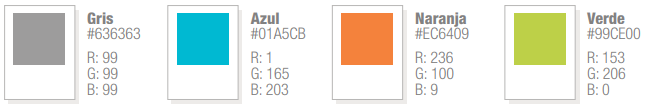 Gris
#636363
R: 99
G: 99
B: 99
Azul
#01A5CB
R: 1
G: 165
B: 203
Naranja
#EC6409
R: 236
G: 100
B: 9
Verde
#99CE00
R: 153
G: 206
B: 0